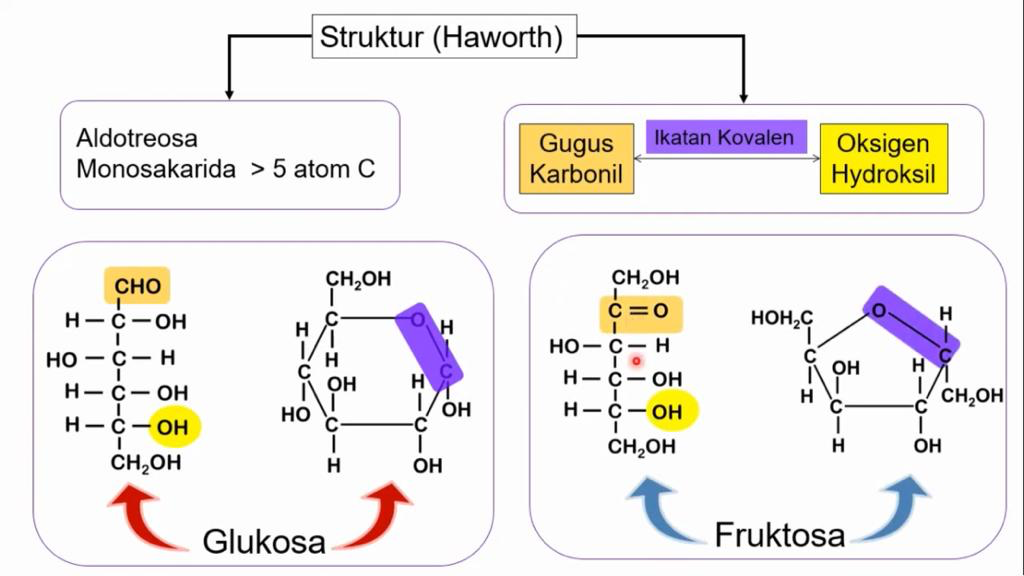 Struktur (Haworth)
Aldotreosa
Monosakarida > 5 atom C
Gugus
Karbonil
Ikatan Kovalen
Oksigen
Hydroksil
CHO
H — C — OH
HO — C — H
H — C — OH
H — C — OH
CH₂OH
CH₂OH
C O
H H
H
C C
OH H
HO OH
C C
H OH
Glukosa
CH₂OH
C = O
HO — C — H
H — C — OH
H — C — OH
CH₂OH
HOH₂C O H
C C
OH H
H CH₂OH
C C
H OH
Fruktosa